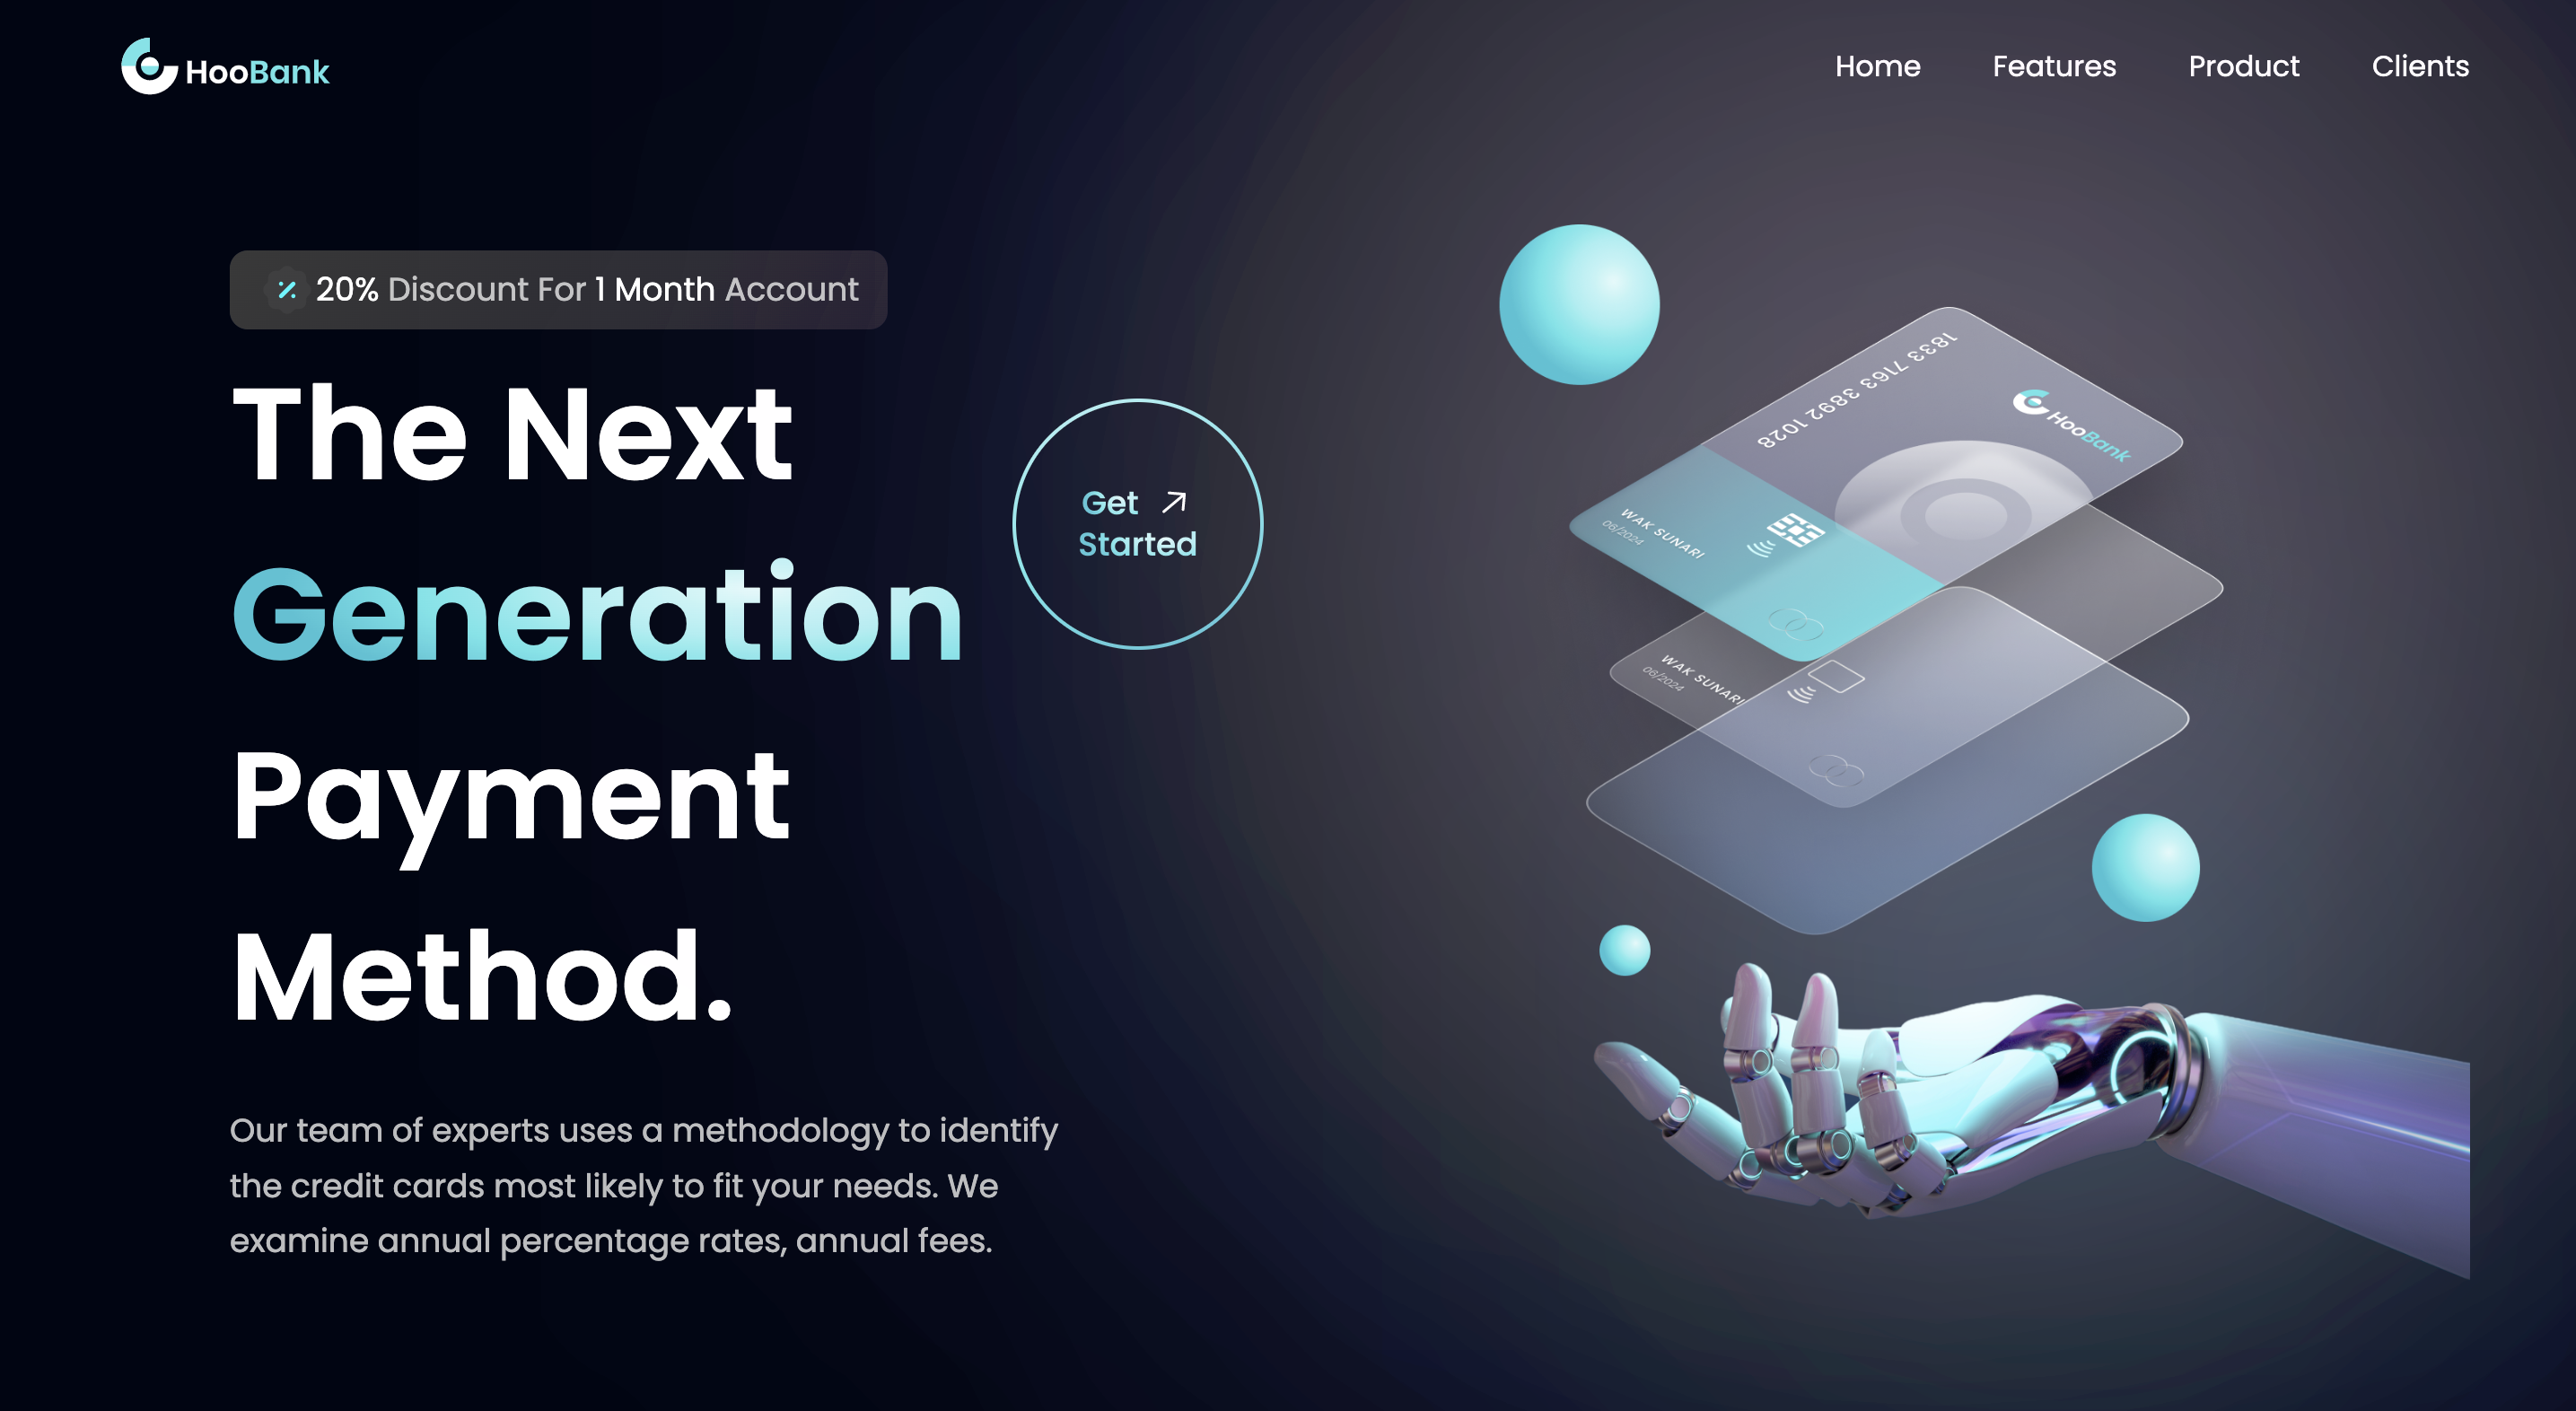 HooBank
Home
Features
Product
Clients
20% Discount For 1 Month Account
The Next
Generation
Payment
Method.
Get
Started
Our team of experts uses a methodology to identify
the credit cards most likely to fit your needs. We
examine annual percentage rates, annual fees.
1833 7163 3892 1028
HooBank
WAK SUNARI
06/2024
WAK SUNARI
06/2024